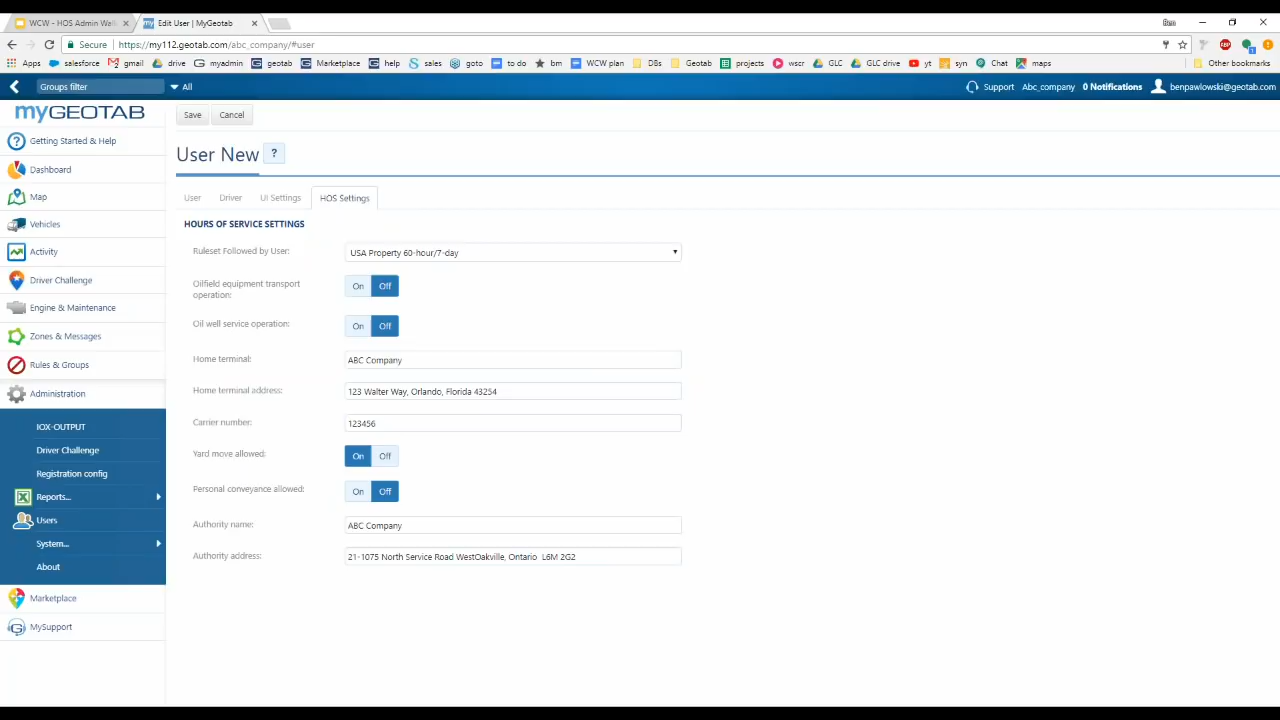 WCW - HOS Admin Wal
Edit User | MyGeotab
Secure
https://my112.geotab.com/abc_company/#user
Apps salesforce gmail drive myadmin geotab Marketplace help sales goto to do bm WCW plan DBs Geotab projects wscr GLC GLC drive yt syn Chat maps Other bookmarks
Groups filter
All
Support Abc_company 0 Notifications benpawlowski@geotab.com
myGEOTAB
Save Cancel
Getting Started & Help
Dashboard
Map
Vehicles
Activity
Driver Challenge
Engine & Maintenance
Zones & Messages
Rules & Groups
Administration
IOX-OUTPUT
Driver Challenge
Registration config
Reports...
Users
System...
About
Marketplace
MySupport
User New ?
User Driver UI Settings HOS Settings
HOURS OF SERVICE SETTINGS
Ruleset Followed by User: USA Property 60-hour/7-day
Oilfield equipment transport
operation: On Off
Oil well service operation: On Off
Home terminal: ABC Company
Home terminal address: 123 Walter Way, Orlando, Florida 43254
Carrier number: 123456
Yard move allowed: On Off
Personal conveyance allowed: On Off
Authority name: ABC Company
Authority address: 21-1075 North Service Road WestOakville, Ontario L6M 2G2